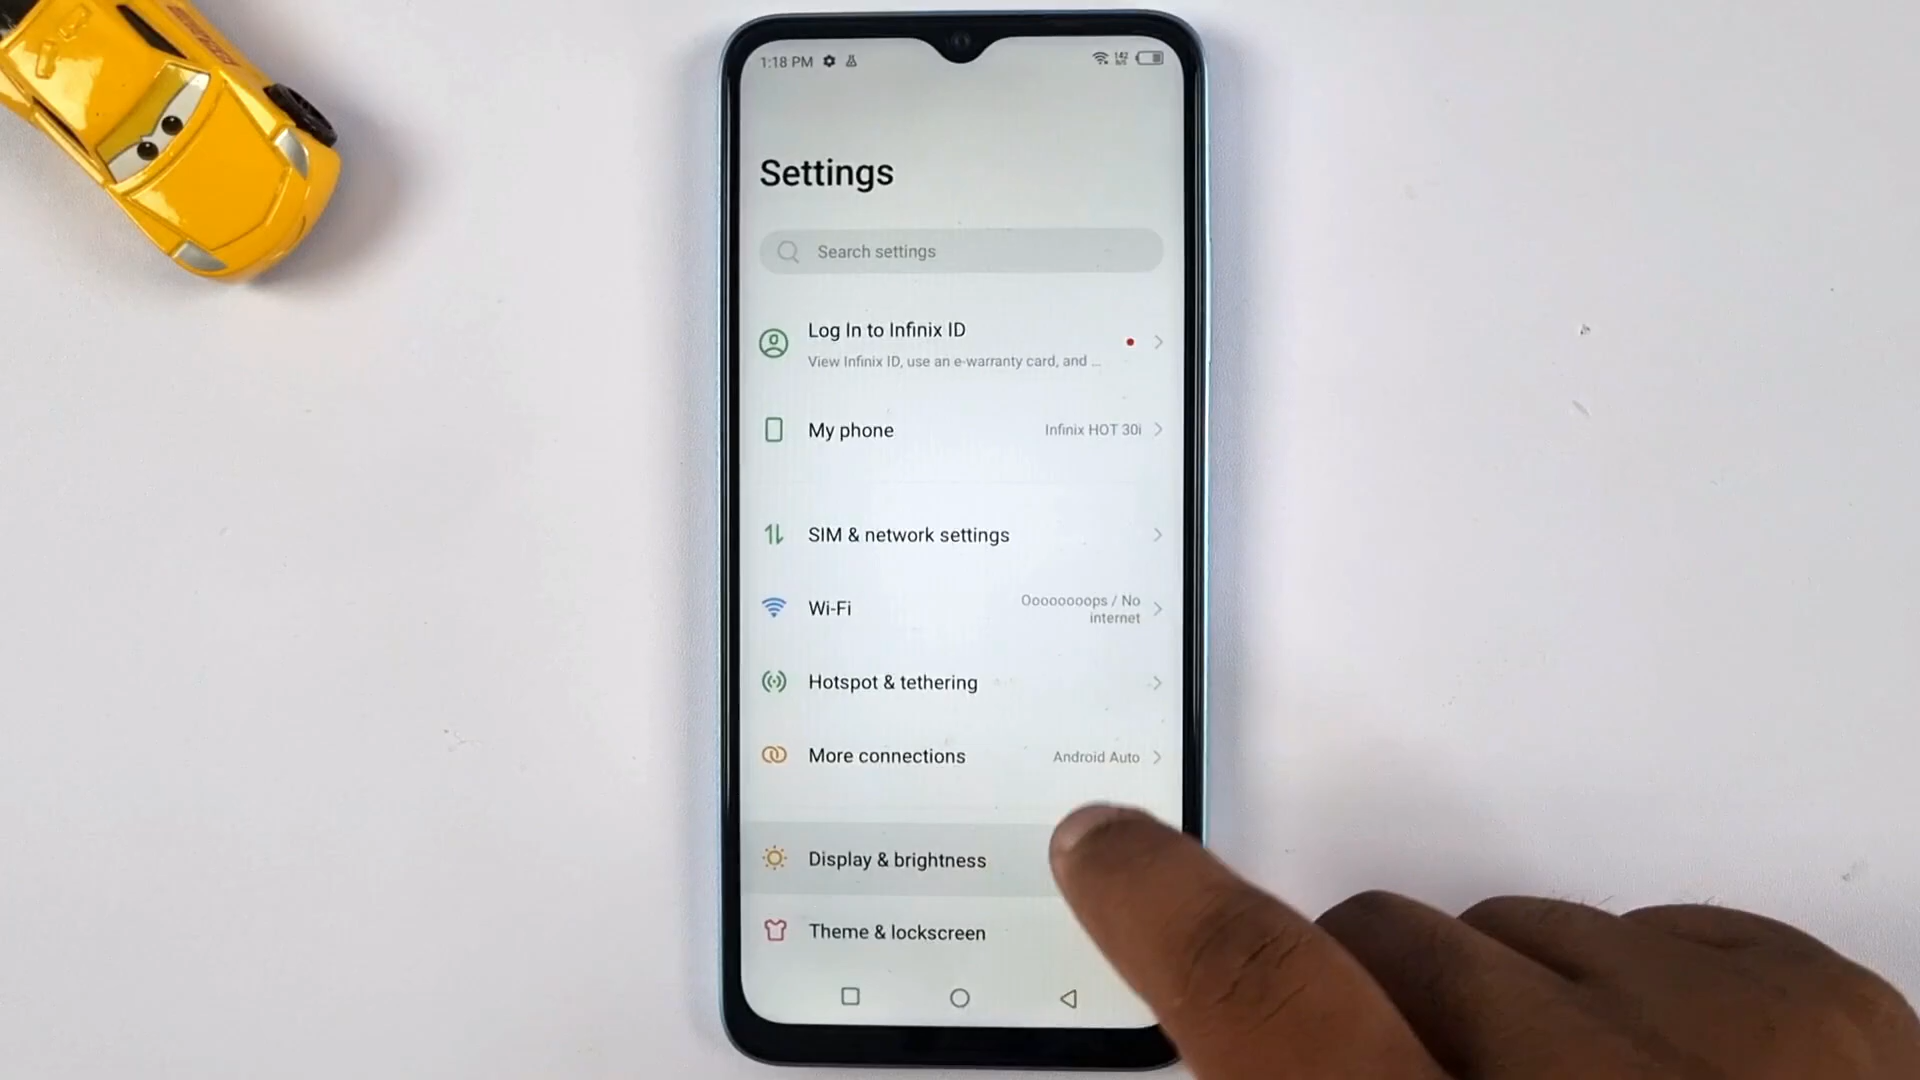 1:18 PM
Settings
Search settings
Log In to Infinix ID
View Infinix ID, use an e-warranty card, and ...
My phone
Infinix HOT 30i
SIM & network settings
Wi-Fi
Oooooooops / No
internet
Hotspot & tethering
More connections
Android Auto
Display & brightness
Theme & lockscreen